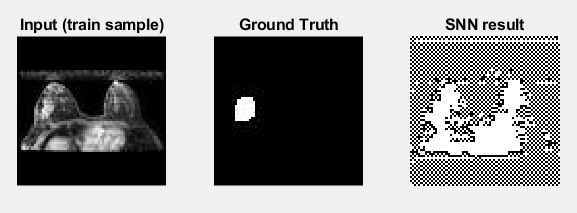 Input (train sample)
Ground Truth
SNN result